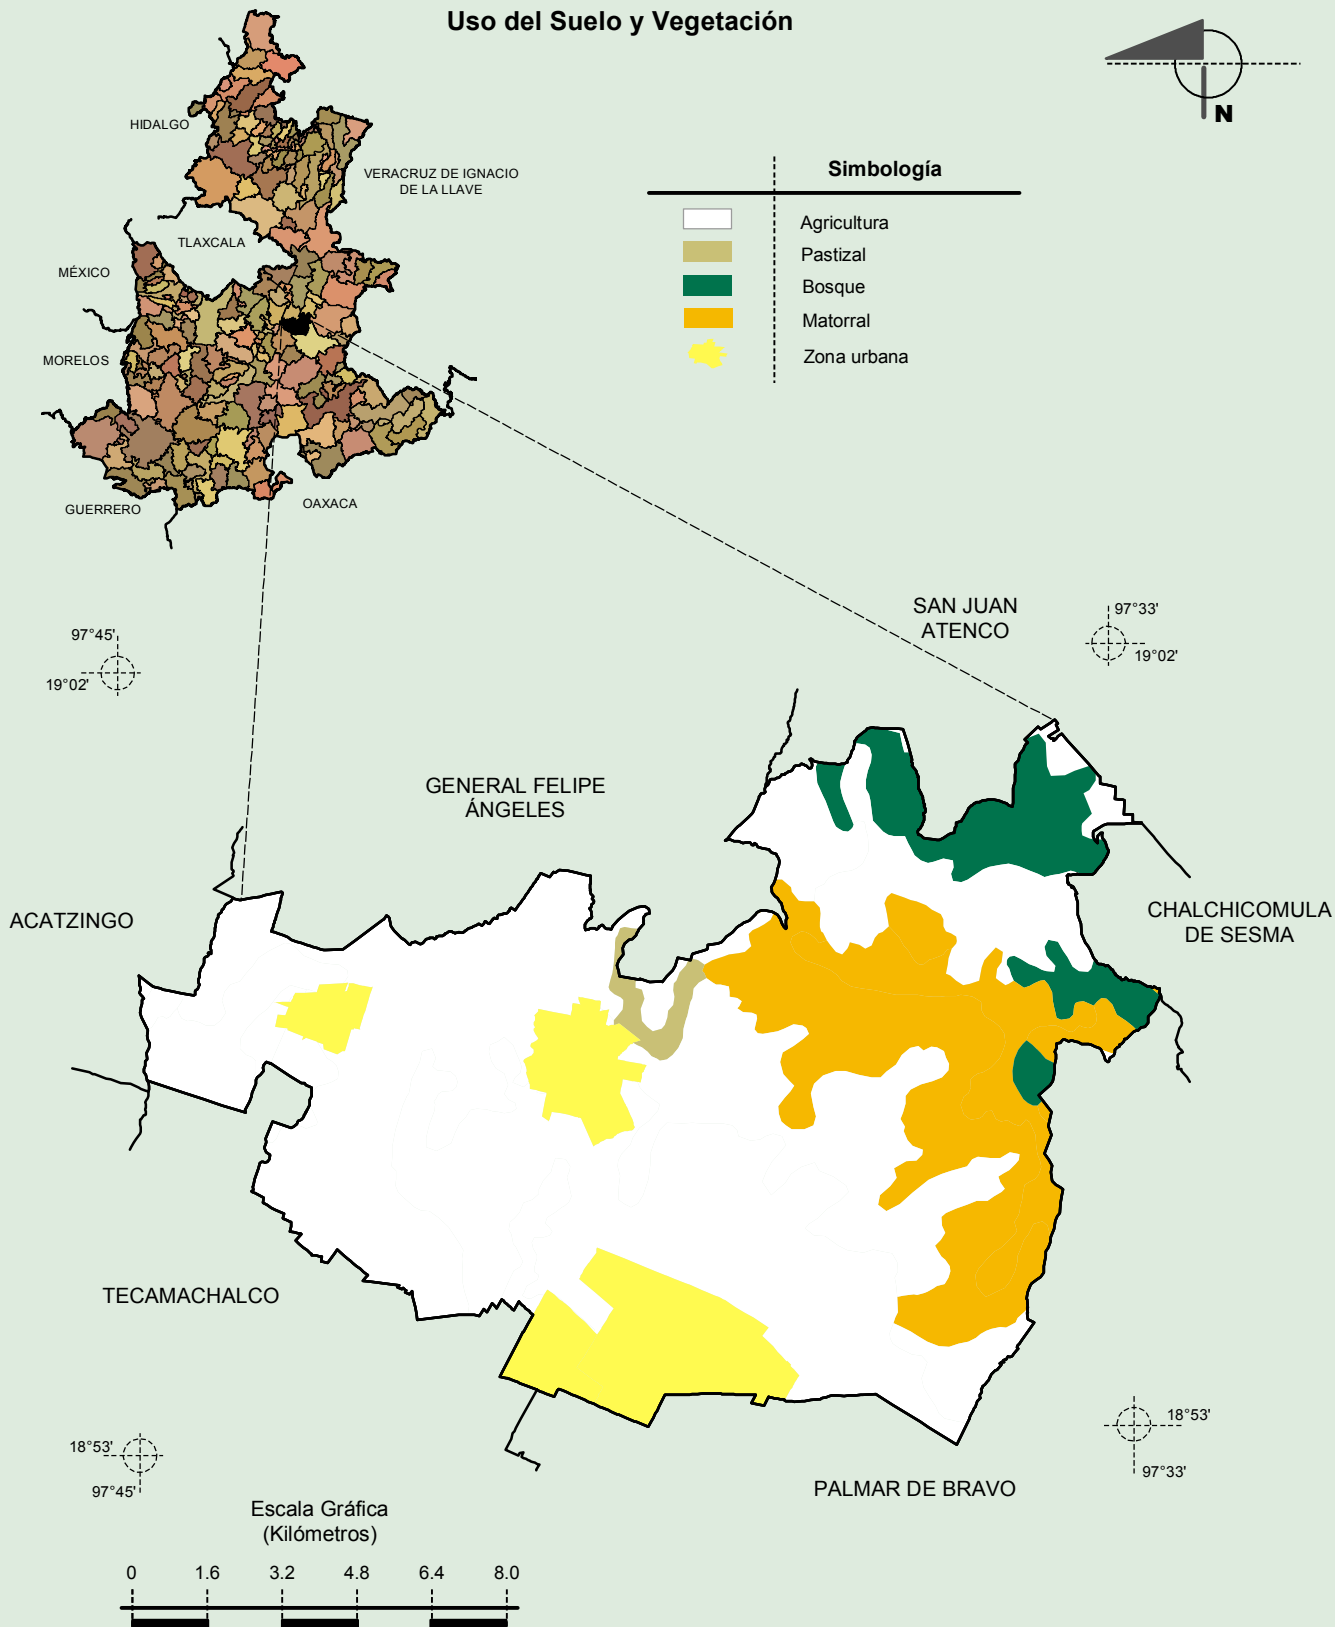 Uso del Suelo y Vegetación
N
HIDALGO
VERACRUZ DE IGNACIO
DE LA LLAVE
TLAXCALA
MÉXICO
MORELOS
GUERRERO
OAXACA
Simbología
Agricultura
Pastizal
Bosque
Matorral
Zona urbana
97°45'
19°02'
97°33'
19°02'
SAN JUAN
ATENCO
GENERAL FELIPE
ÁNGELES
ACATZINGO
CHALCHICOMULA
DE SESMA
TECAMACHALCO
PALMAR DE BRAVO
18°53'
97°45'
18°53'
97°33'
Escala Gráfica
(Kilómetros)
0 1.6 3.2 4.8 6.4 8.0